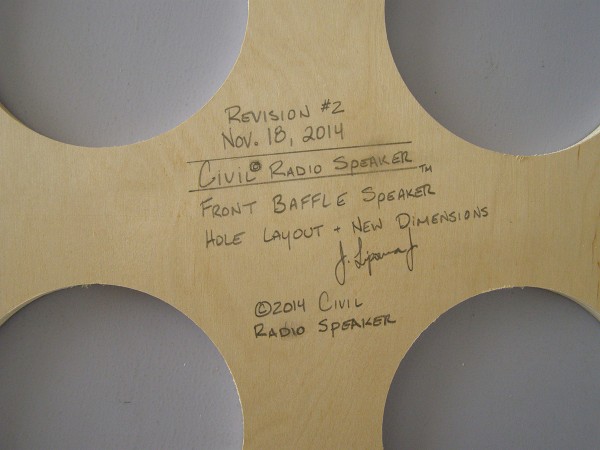 REVISION #2
NOV. 18, 2014
CIVIL© RADIO SPEAKER™
FRONT BAFFLE SPEAKER
HOLE LAYOUT + NEW DIMENSIONS
©2014 CIVIL
RADIO SPEAKER